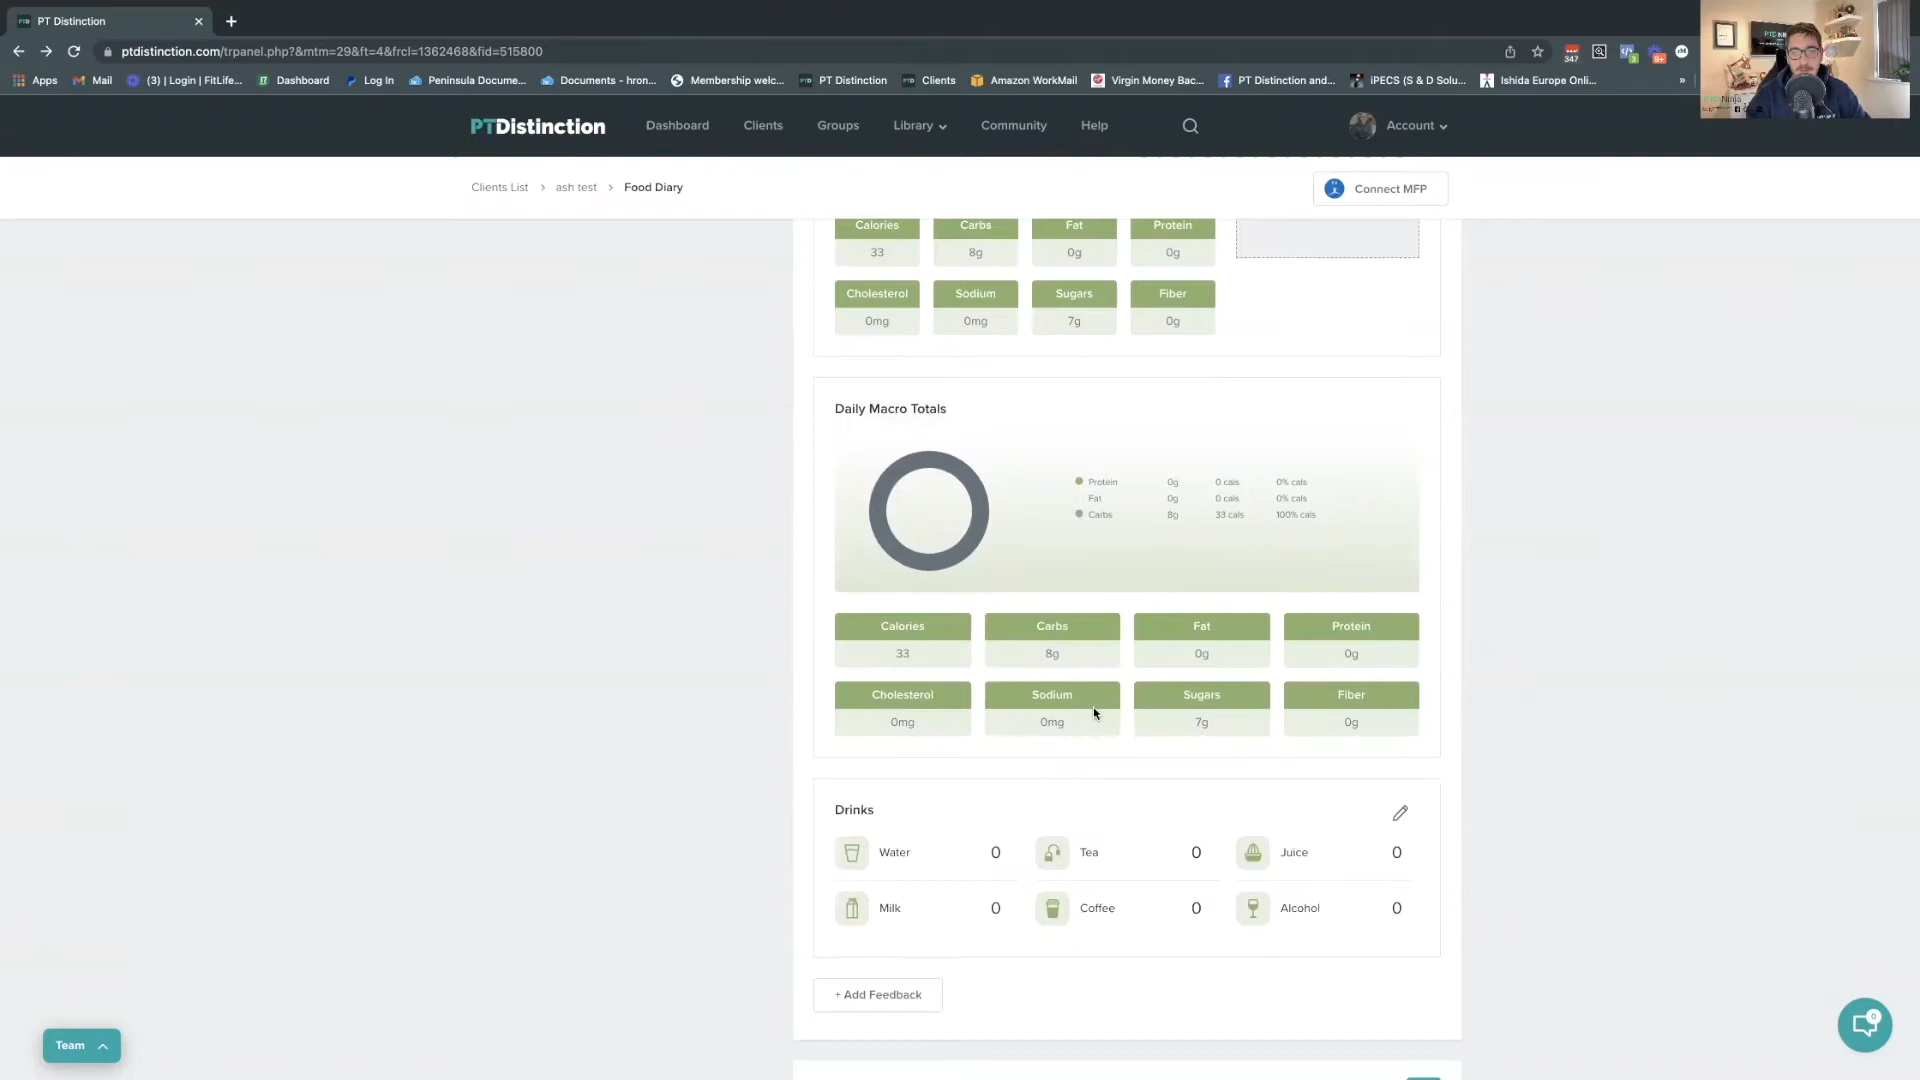 PT Distinction
ptdistinction.com/trpanel.php?&mtm=29&ft=4&frcl=1362468&fid=515800
347
3
9+
Apps
Mail
(3) | Login | FitLife...
Dashboard
Log In
Peninsula Docume...
Documents - hron...
Membership welc...
PT Distinction
Clients
Amazon WorkMail
Virgin Money Bac...
PT Distinction and...
iPECS (S & D Solu...
Ishida Europe Onli...
»
PTDistinction
Dashboard
Clients
Groups
Library
Community
Help
Account
Clients List > ash test > Food Diary
Connect MFP
Calories Carbs Fat Protein
33 8g 0g 0g
Cholesterol Sodium Sugars Fiber
0mg 0mg 7g 0g
Daily Macro Totals
Protein 0g 0 cals 0% cals
Fat 0g 0 cals 0% cals
Carbs 8g 33 cals 100% cals
Calories Carbs Fat Protein
33 8g 0g 0g
Cholesterol Sodium Sugars Fiber
0mg 0mg 7g 0g
Drinks
Water 0 Tea 0 Juice 0
Milk 0 Coffee 0 Alcohol 0
+ Add Feedback
Team
0